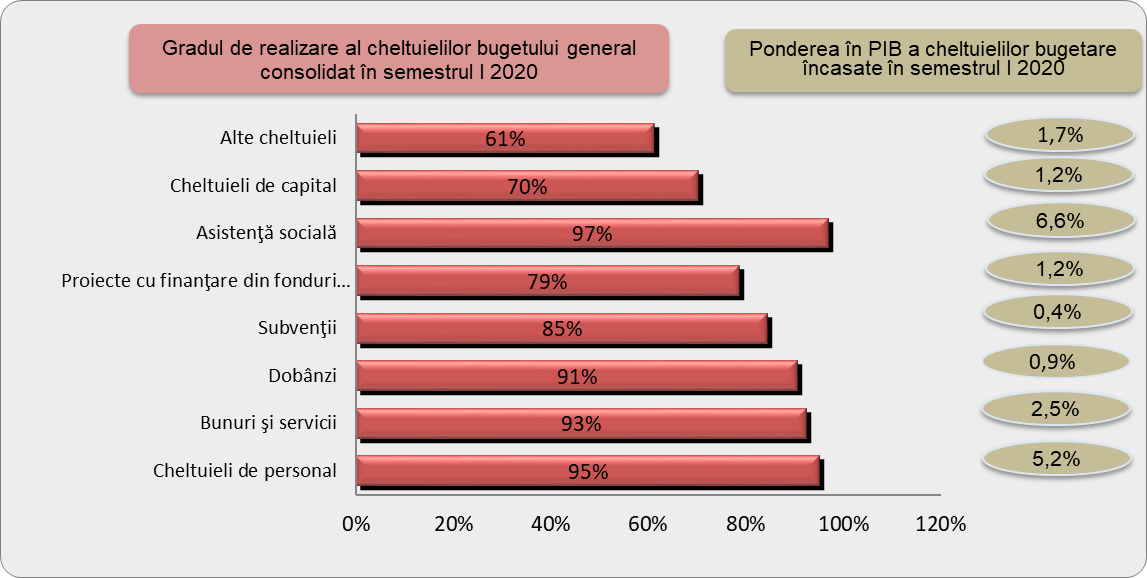 Gradul de realizare al cheltuielilor bugetului general
consolidat în semestrul I 2020
Ponderea în PIB a cheltuielilor bugetare
încasate în semestrul I 2020
Alte cheltuieli 61% 1,7%
Cheltuieli de capital 70% 1,2%
Asistenţă socială 97% 6,6%
Proiecte cu finanţare din fonduri... 79% 1,2%
Subvenţii 85% 0,4%
Dobânzi 91% 0,9%
Bunuri şi servicii 93% 2,5%
Cheltuieli de personal 95% 5,2%
0% 20% 40% 60% 80% 100% 120%